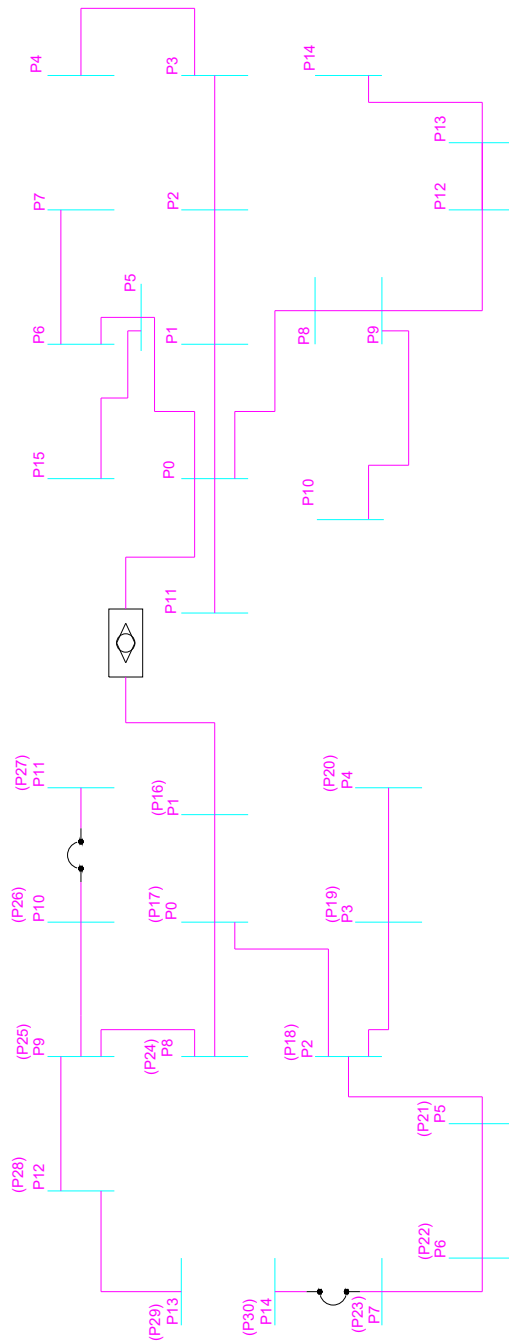 P4
P3
P14
P13
P7
P2
P12
P5
P6
P1
P8
P9
P15
P0
P10
P11
(P27)
P11
(P16)
P1
(P20)
P4
(P26)
P10
(P17)
P0
(P19)
P3
(P25)
P9
(P24)
P8
(P18)
P2
(P21)
P5
(P28)
P12
(P22)
P6
(P29)
P13
(P30)
P14
(P23)
P7